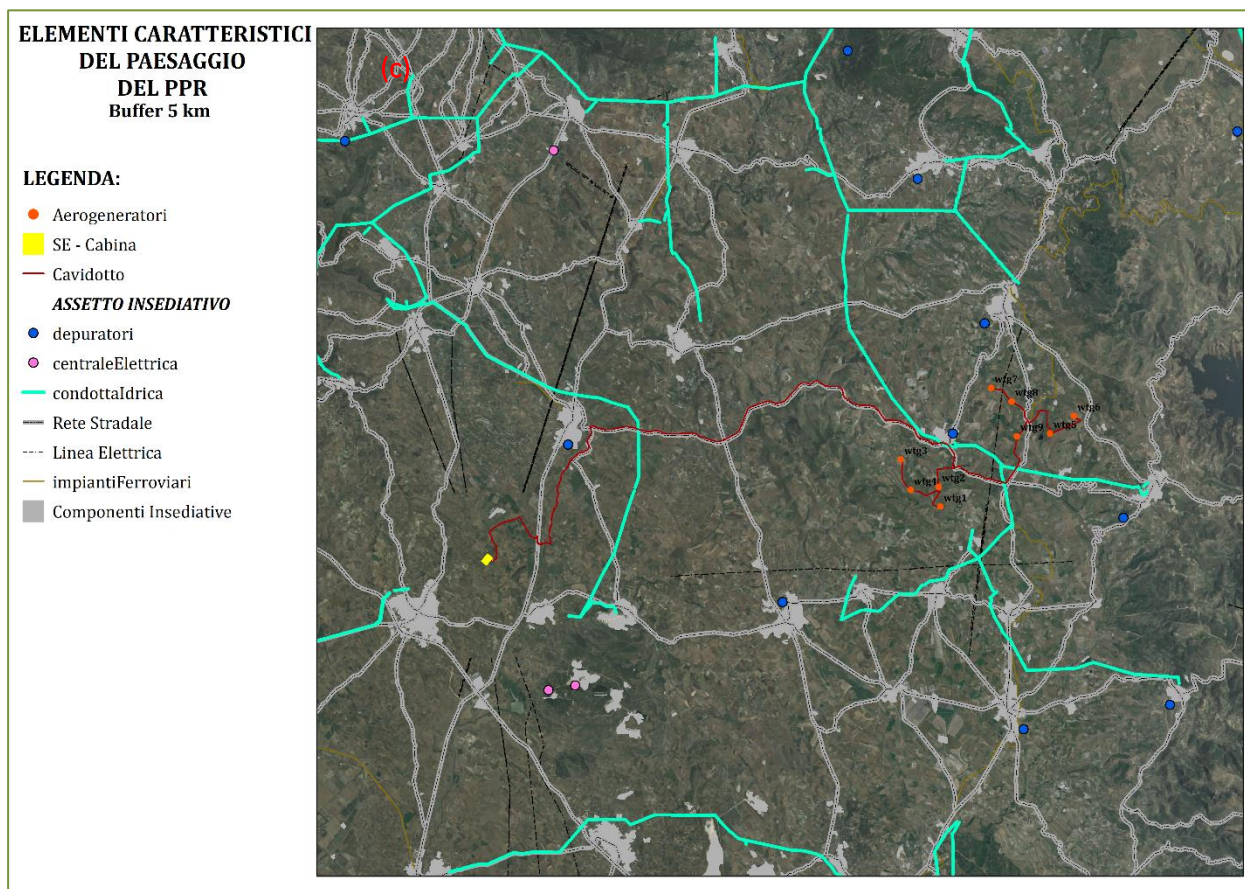 ELEMENTI CARATTERISTICI
DEL PAESAGGIO
DEL PPR
Buffer 5 km
LEGENDA:
Aerogeneratori
SE - Cabina
Cavidotto
ASSETTO INSEDIATIVO
depuratori
centraleElettrica
condottaIdrica
Rete Stradale
Linea Elettrica
impiantiFerroviari
Componenti Insediative
(G)
wtg7
wtg8
wtg6
wtg9
wtg5
wtg3
wtg4
wtg2
wtg1